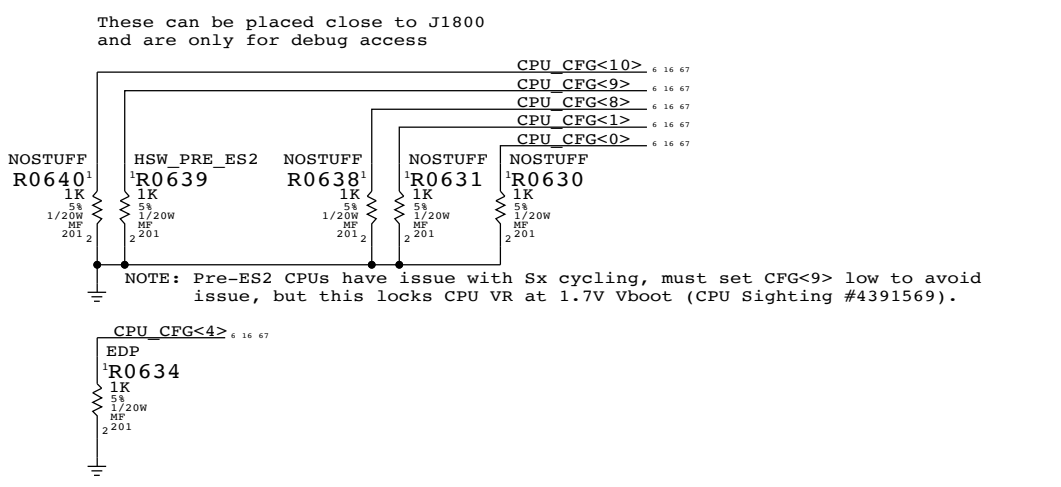 These can be placed close to J1800
and are only for debug access
CPU_CFG<10> 6 16 67
CPU_CFG<9> 6 16 67
CPU_CFG<8> 6 16 67
CPU_CFG<1> 6 16 67
CPU_CFG<0> 6 16 67
NOSTUFF HSW_PRE_ES2 NOSTUFF NOSTUFF NOSTUFF
R0640 1 1 R0639 R0638 1 1 R0631 1 R0630
1K 1K 1K 1K 1K
5% 5% 5% 5% 5%
1/20W 1/20W 1/20W 1/20W 1/20W
MF MF MF MF MF
201 2 2 201 201 2 2 201 2 201
NOTE: Pre-ES2 CPUs have issue with Sx cycling, must set CFG<9> low to avoid
issue, but this locks CPU VR at 1.7V Vboot (CPU Sighting #4391569).
CPU_CFG<4> 6 16 67
EDP
1 R0634
1K
5%
1/20W
MF
2 201